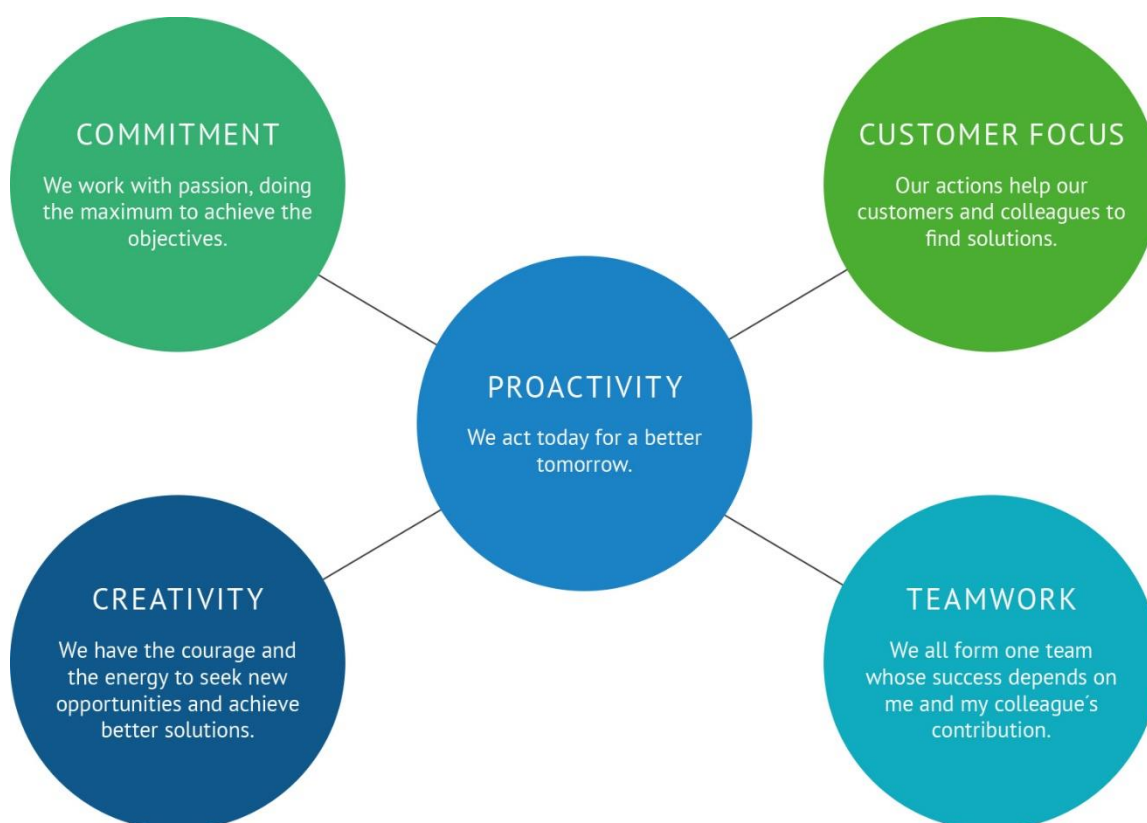 COMMITMENT
We work with passion, doing
the maximum to achieve the
objectives.
CUSTOMER FOCUS
Our actions help our
customers and colleagues to
find solutions.
PROACTIVITY
We act today for a better
tomorrow.
CREATIVITY
We have the courage and
the energy to seek new
opportunities and achieve
better solutions.
TEAMWORK
We all form one team
whose success depends on
me and my colleague´s
contribution.